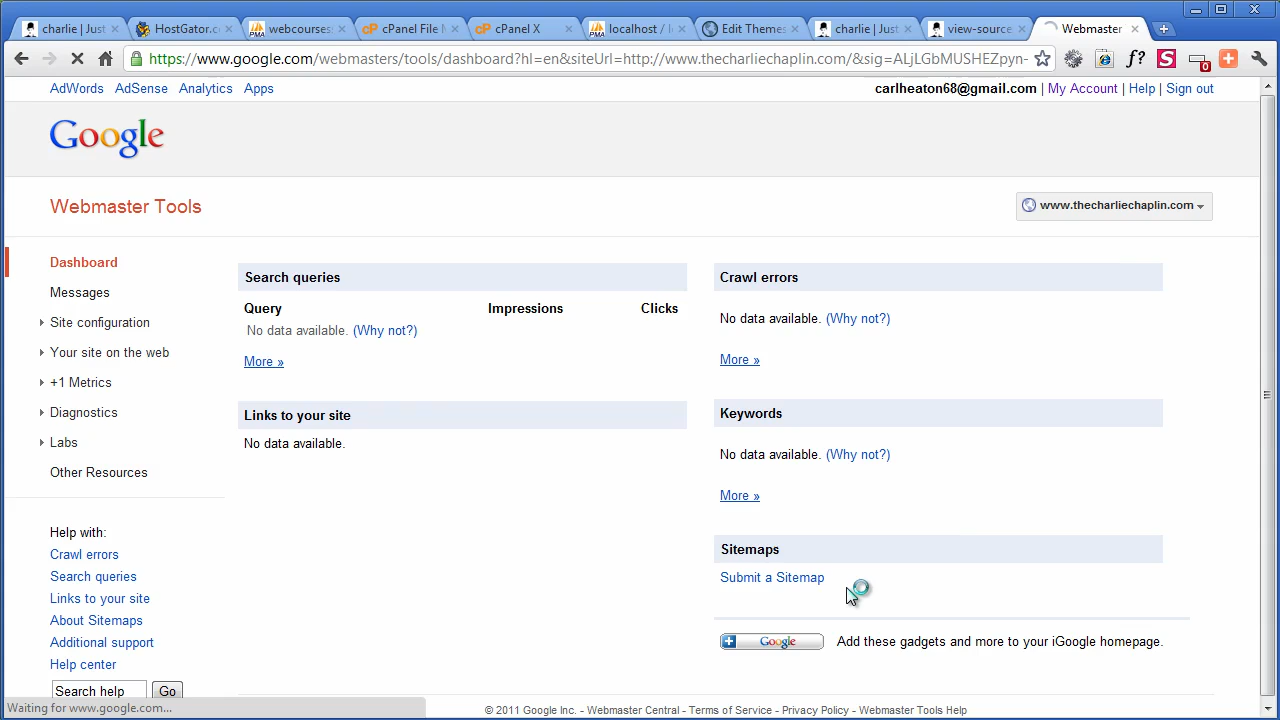 charlie | Just
HostGator.c
webcourses
cPanel File M
cPanel X
localhost / l
Edit Themes
charlie | Just
view-source
Webmaster
https://www.google.com/webmasters/tools/dashboard?hl=en&siteUrl=http://www.thecharliechaplin.com/&sig=ALjLGbMUSHEZpyn-
f?
S
0
AdWords AdSense Analytics Apps
carlheaton68@gmail.com | My Account | Help | Sign out
Google
Webmaster Tools
www.thecharliechaplin.com
Dashboard
Messages
Site configuration
Your site on the web
+1 Metrics
Diagnostics
Labs
Other Resources
Help with:
Crawl errors
Search queries
Links to your site
About Sitemaps
Additional support
Help center
Search help Go
Search queries
Query Impressions Clicks
No data available. (Why not?)
More »
Links to your site
No data available.
Crawl errors
No data available. (Why not?)
More »
Keywords
No data available. (Why not?)
More »
Sitemaps
Submit a Sitemap
Google Add these gadgets and more to your iGoogle homepage.
Waiting for www.google.com...
© 2011 Google Inc. - Webmaster Central - Terms of Service - Privacy Policy - Webmaster Tools Help